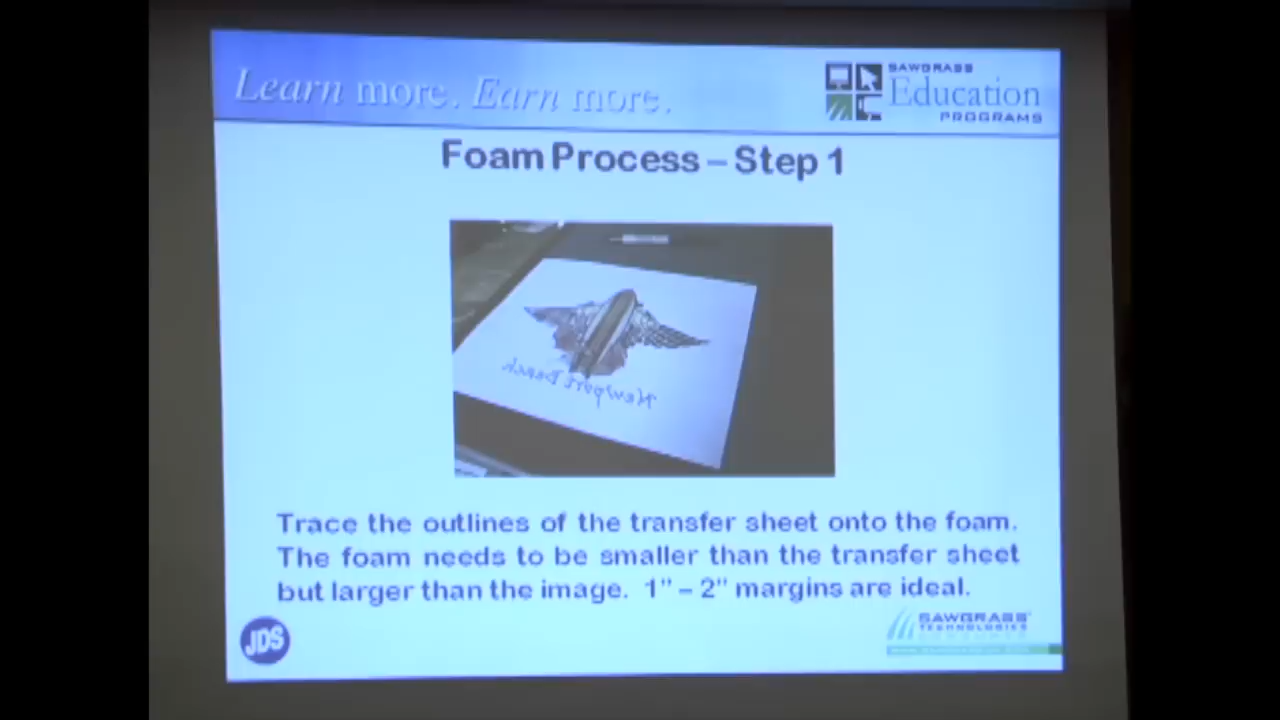 Learn more. Earn more.
SAWGRASS
Education
PROGRAMS
Foam Process – Step 1
Newport Beach
Trace the outlines of the transfer sheet onto the foam.
The foam needs to be smaller than the transfer sheet
but larger than the image. 1" – 2" margins are ideal.
JDS
SAWGRASS
TECHNOLOGIES